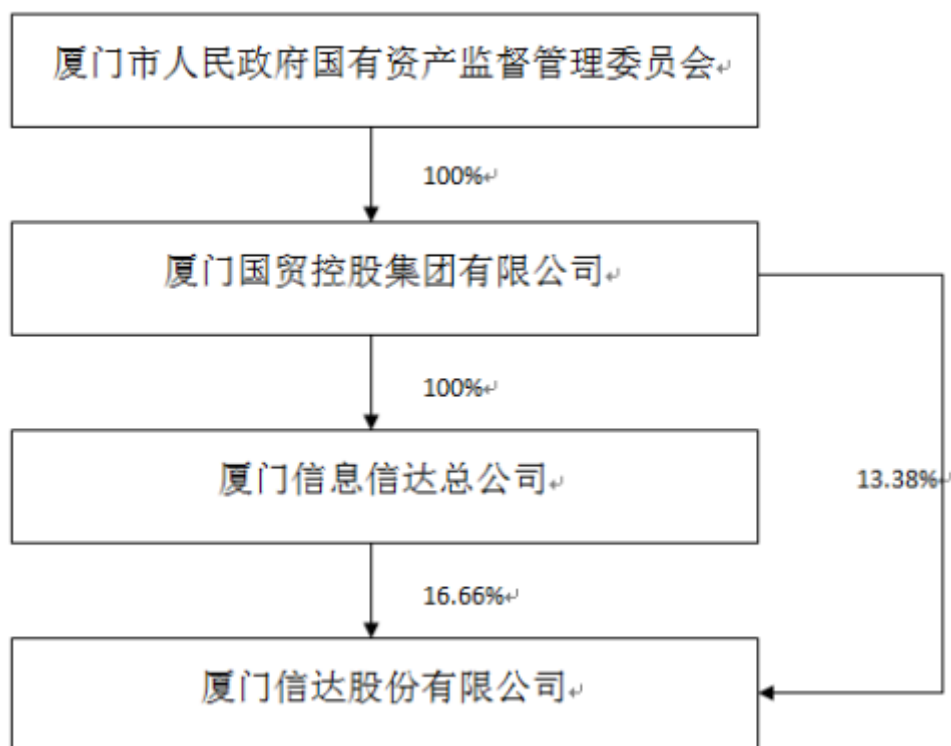 厦门市人民政府国有资产监督管理委员会
100%
厦门国贸控股集团有限公司
100%
厦门信息信达总公司
13.38%
16.66%
厦门信达股份有限公司